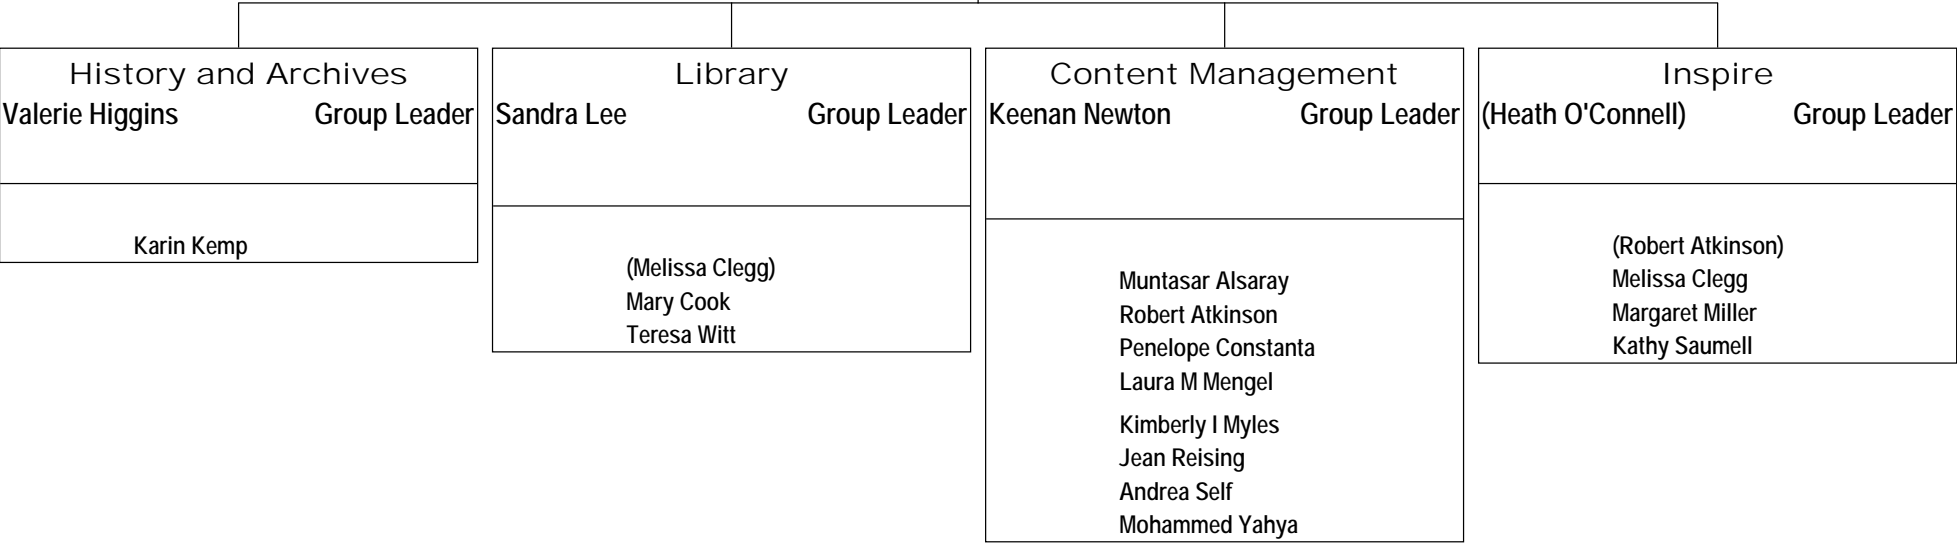 History and Archives
Valerie Higgins Group Leader
Karin Kemp
Library
Sandra Lee Group Leader
(Melissa Clegg)
Mary Cook
Teresa Witt
Content Management
Keenan Newton Group Leader
Muntasar Alsaray
Robert Atkinson
Penelope Constanta
Laura M Mengel
Kimberly I Myles
Jean Reising
Andrea Self
Mohammed Yahya
Inspire
(Heath O'Connell) Group Leader
(Robert Atkinson)
Melissa Clegg
Margaret Miller
Kathy Saumell